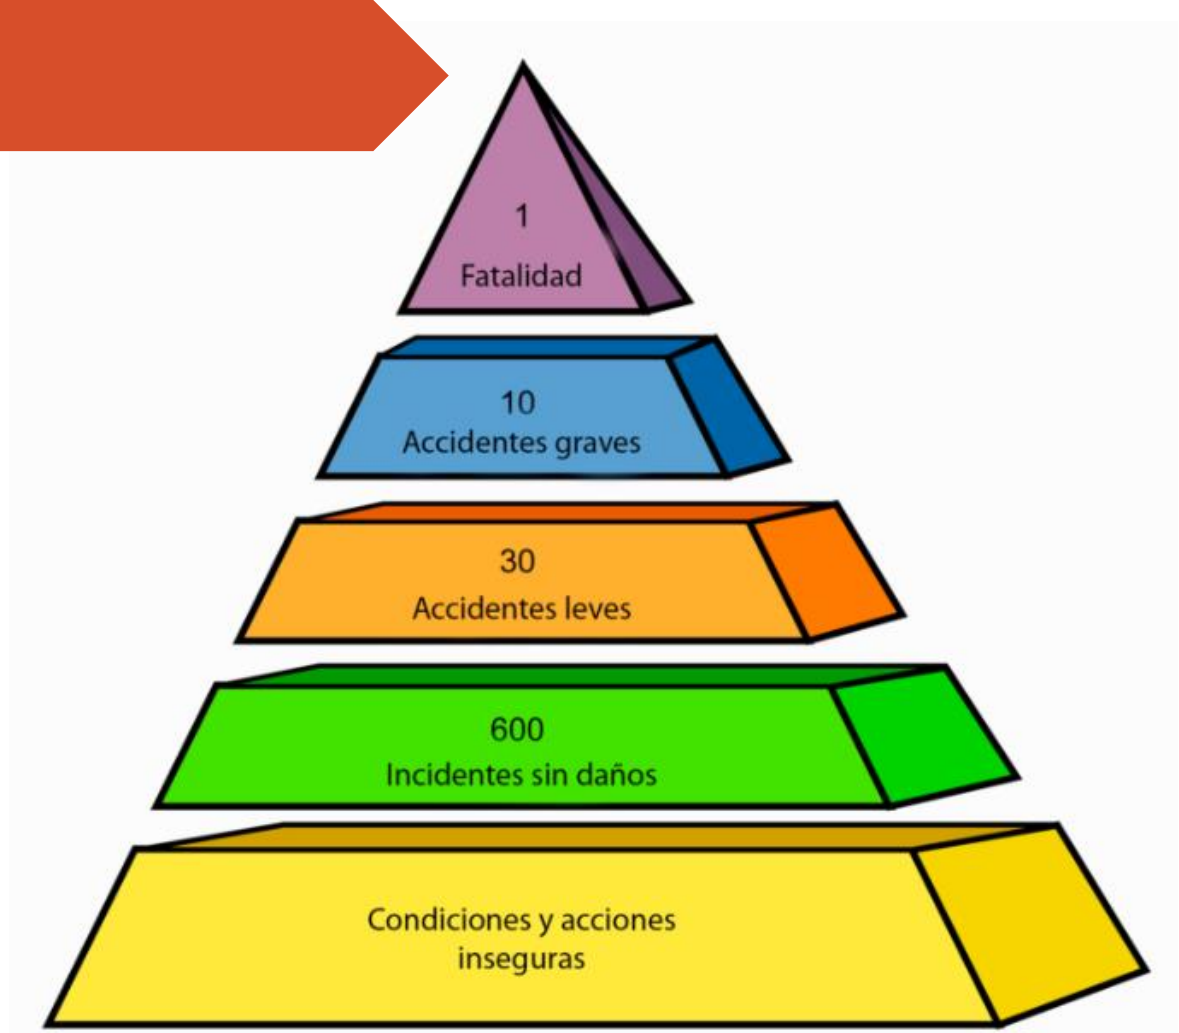 1
Fatalidad
10
Accidentes graves
30
Accidentes leves
600
Incidentes sin daños
Condiciones y acciones
inseguras